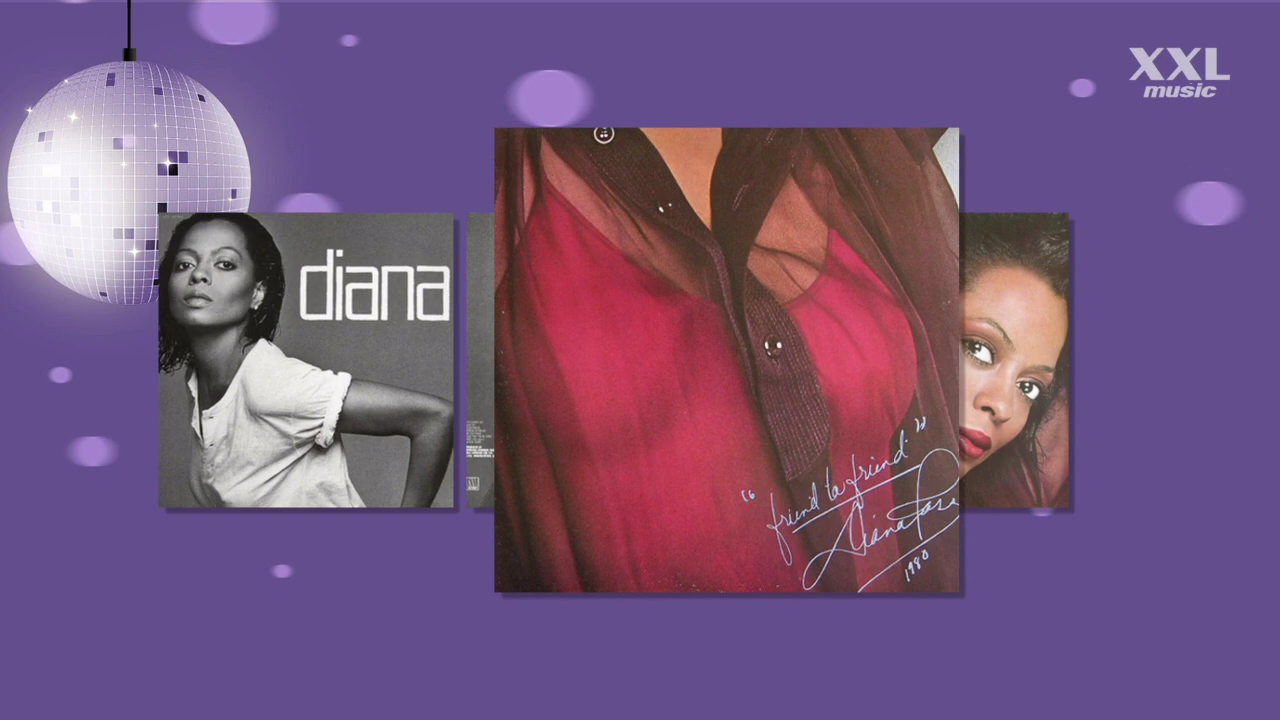 XXL
music
diana
"friend to friend."
Diana Ross
1980